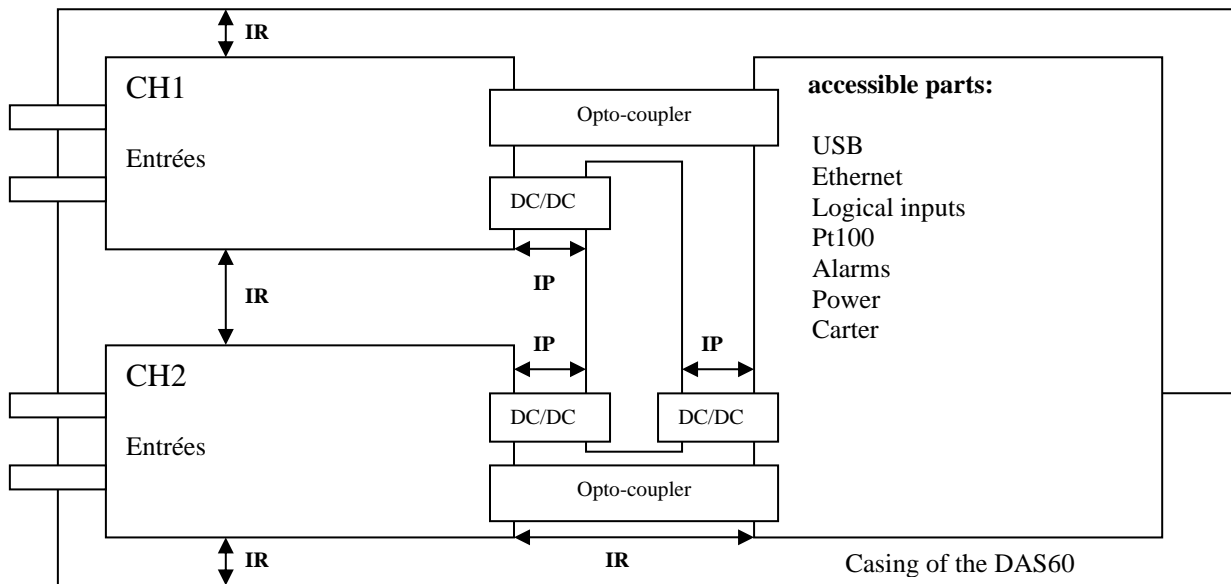 IR
CH1
Entrées
Opto-coupler
DC/DC
IP
IR
accessible parts:
USB
Ethernet
Logical inputs
Pt100
Alarms
Power
Carter
IP
IP
CH2
Entrées
DC/DC
DC/DC
Opto-coupler
IR
IR
Casing of the DAS60